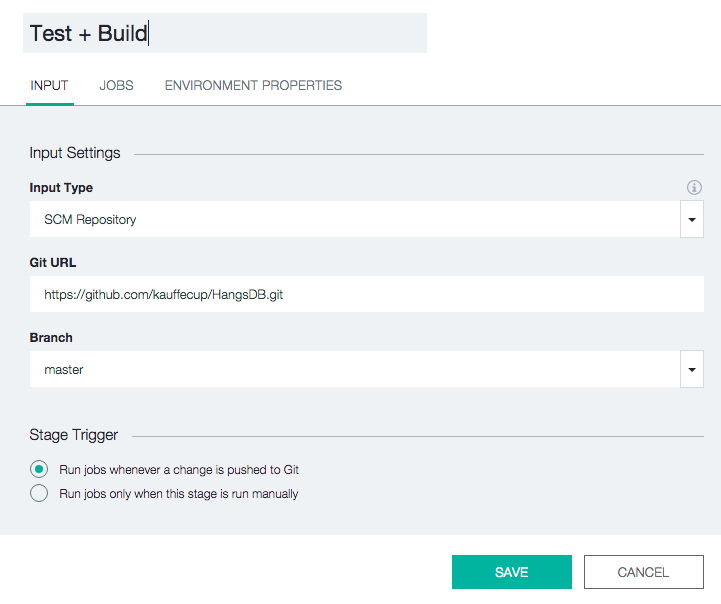 Test + Build
INPUT JOBS ENVIRONMENT PROPERTIES
Input Settings
Input Type
SCM Repository
Git URL
https://github.com/kauffecup/HangsDB.git
Branch
master
Stage Trigger
Run jobs whenever a change is pushed to Git
Run jobs only when this stage is run manually
SAVE CANCEL